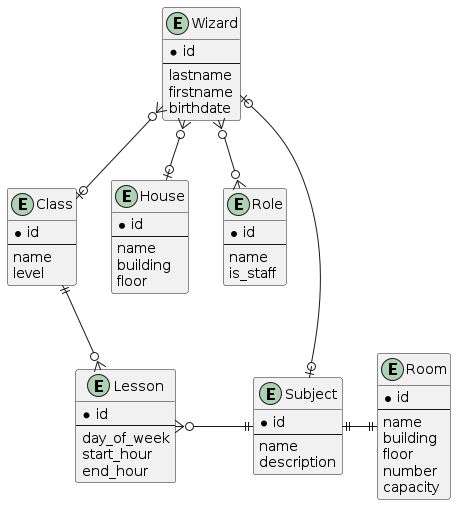 E Wizard
id
lastname
firstname
birthdate
E Class
id
name
level
E House
id
name
building
floor
E Role
id
name
is_staff
E Lesson
id
day_of_week
start_hour
end_hour
E Subject
id
name
description
E Room
id
name
building
floor
number
capacity